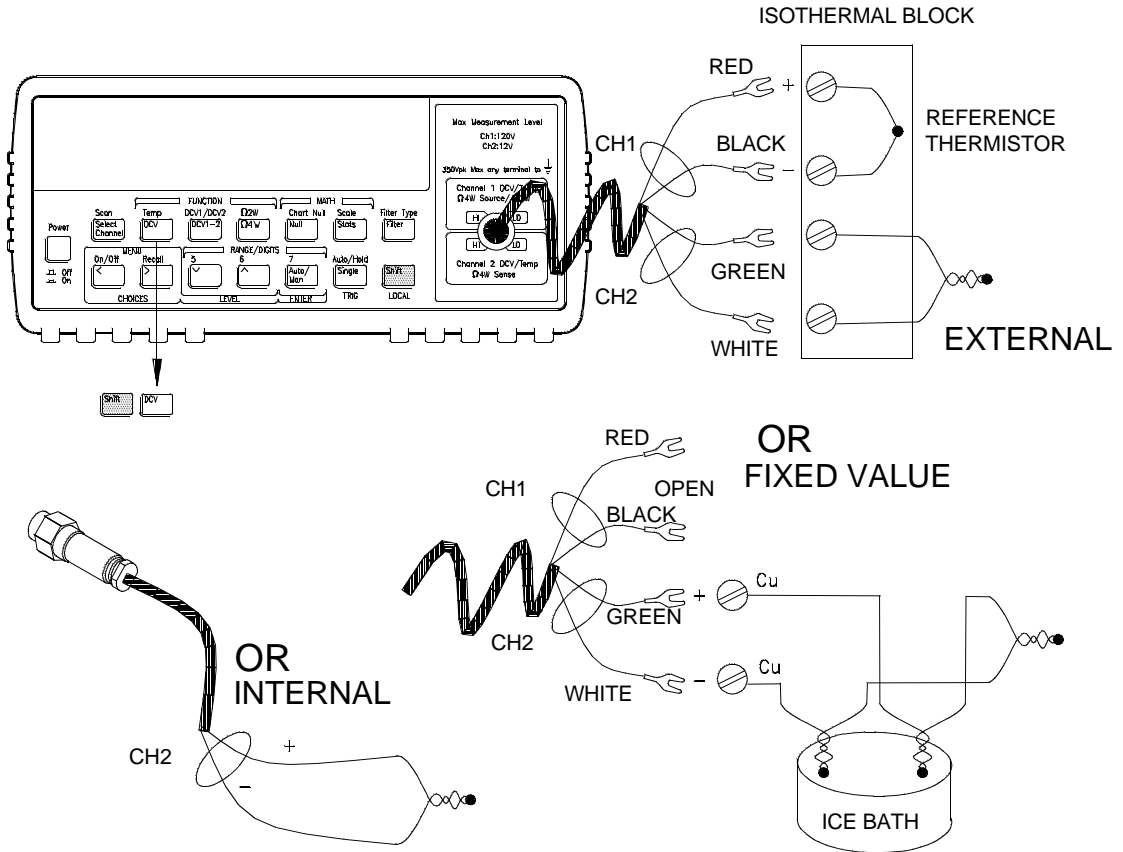 ISOTHERMAL BLOCK
RED
+
CH1
BLACK
-
REFERENCE
THERMISTOR
GREEN
CH2
WHITE
EXTERNAL
Max Measurement Level
Ch1:120V
Ch2:12V
350Vpk Max any terminal to
Channel 1 DCV/
Ω4W Source/
HI
LO
HI
LO
Channel 2 DCV/Temp
Ω4W Sense
FUNCTION
MATH
Scan
Temp
DCV1/DCV2
Ω2W
Chart Null
Scale
Filter Type
Power
Select
Channel
DCV
DCV1-2
Ω4W
Null
Stats
Filter
Off
On
MENU
RANGE/DIGITS
On/Off
Recall
5
6
7
Auto/Hold
<
>
Auto/
Man
Single
Shift
CHOICES
LEVEL
ENTER
TRIG
LOCAL
Shift
DCV
OR
FIXED VALUE
RED
CH1
OPEN
BLACK
+
Cu
GREEN
CH2
Cu
-
WHITE
ICE BATH
OR
INTERNAL
CH2
+
-